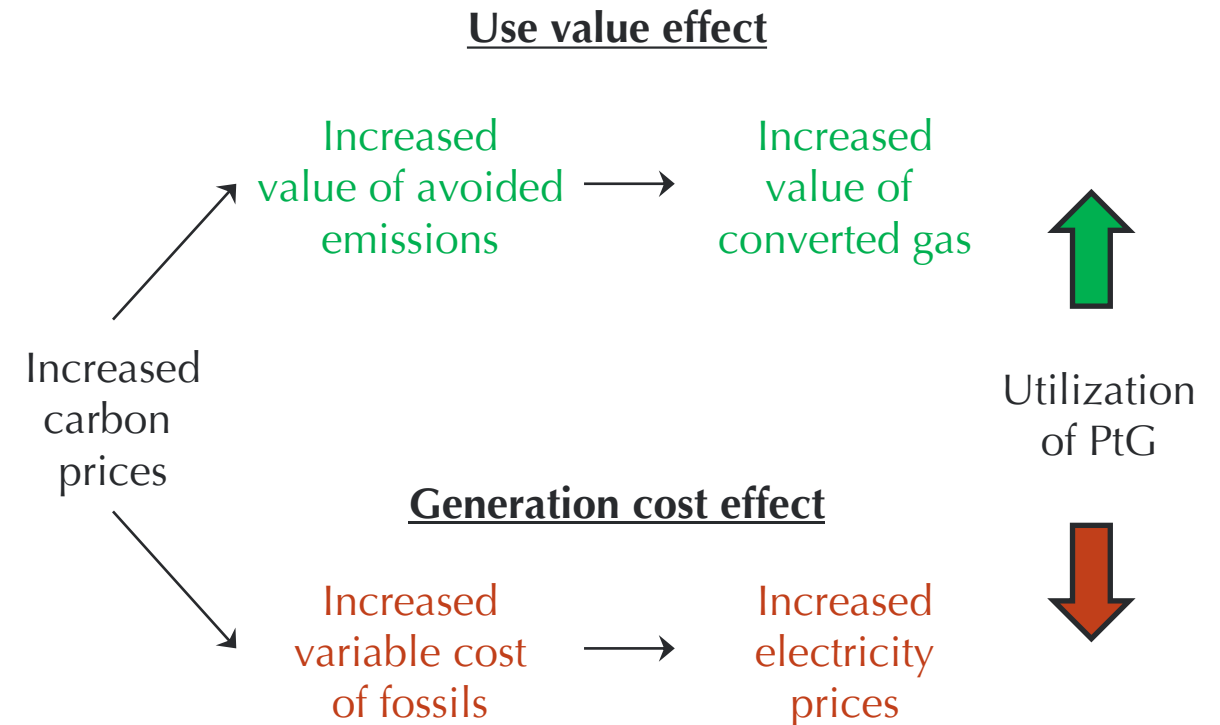 Use value effect
Increased
value of avoided
emissions
Increased
value of
converted gas
Increased
carbon
prices
Utilization
of PtG
Generation cost effect
Increased
variable cost
of fossils
Increased
electricity
prices